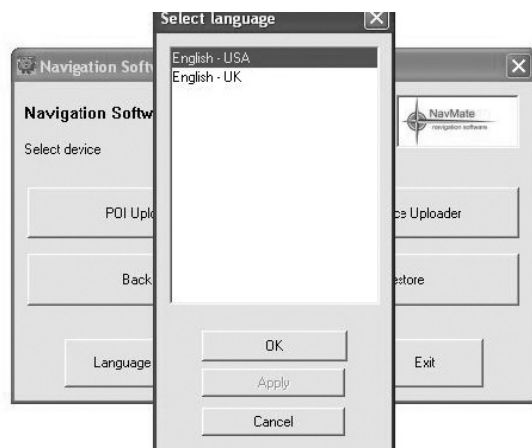 Select language
English - USA
English - UK
OK
Apply
Cancel
Navigation Softw
Navigation Softw
Select device
NavMate
navigation software
POI Uplo
ce Uploader
Back
estore
Language
Exit